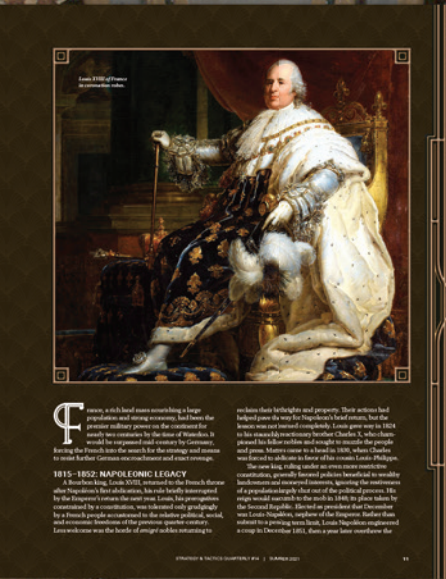 Louis XVIII of France
in coronation robes.
France, a rich land mass nourishing a large
population and strong economy, had been the
premier military power on the continent for
nearly two centuries by the time of Waterloo. It
would be surpassed mid-century by Germany,
forcing the French into the search for the strategy and means
to resist further German encroachment and exact revenge.
1815–1852: NAPOLEONIC LEGACY
A Bourbon king, Louis XVIII, returned to the French throne
after Napoleon's first abdication, his rule briefly interrupted
by the Emperor's return the next year. Louis, his prerogatives
constrained by a constitution, was tolerated only grudgingly
by a French people accustomed to the relative political, social,
and economic freedoms of the previous quarter-century.
Less welcome was the horde of émigré nobles returning to
reclaim their birthrights and property. Their actions had
helped pave the way for Napoleon's brief return, but the
lesson was not learned completely. Louis gave way in 1824
to his staunchly reactionary brother Charles X, who cham-
pioned his fellow nobles and sought to muzzle the people
and press. Matters came to a head in 1830, when Charles
was forced to abdicate in favor of his cousin Louis-Philippe.
The new king, ruling under an even more restrictive
constitution, generally favored policies beneficial to wealthy
landowners and moneyed interests, ignoring the restiveness
of a population largely shut out of the political process. His
reign would succumb to the mob in 1848; its place taken by
the Second Republic. Elected as president that December
was Louis-Napoléon, nephew of the Emperor. Rather than
submit to a pending term limit, Louis-Napoléon engineered
a coup in December 1851, then a year later overthrew the
STRATEGY & TACTICS QUARTERLY #14 | SUMMER 2021